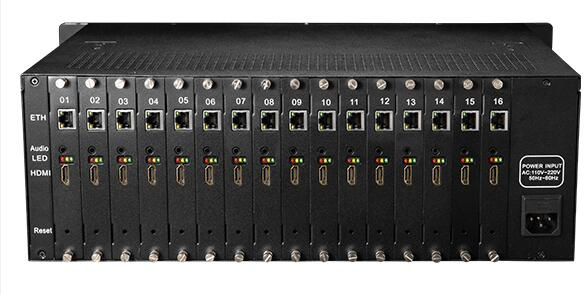 01 02 03 04 05 06 07 08 09 10 11 12 13 14 15 16
ETH
Audio
LED
HDMI
Reset
POWER INPUT
AC:110V~220V
50Hz~60Hz